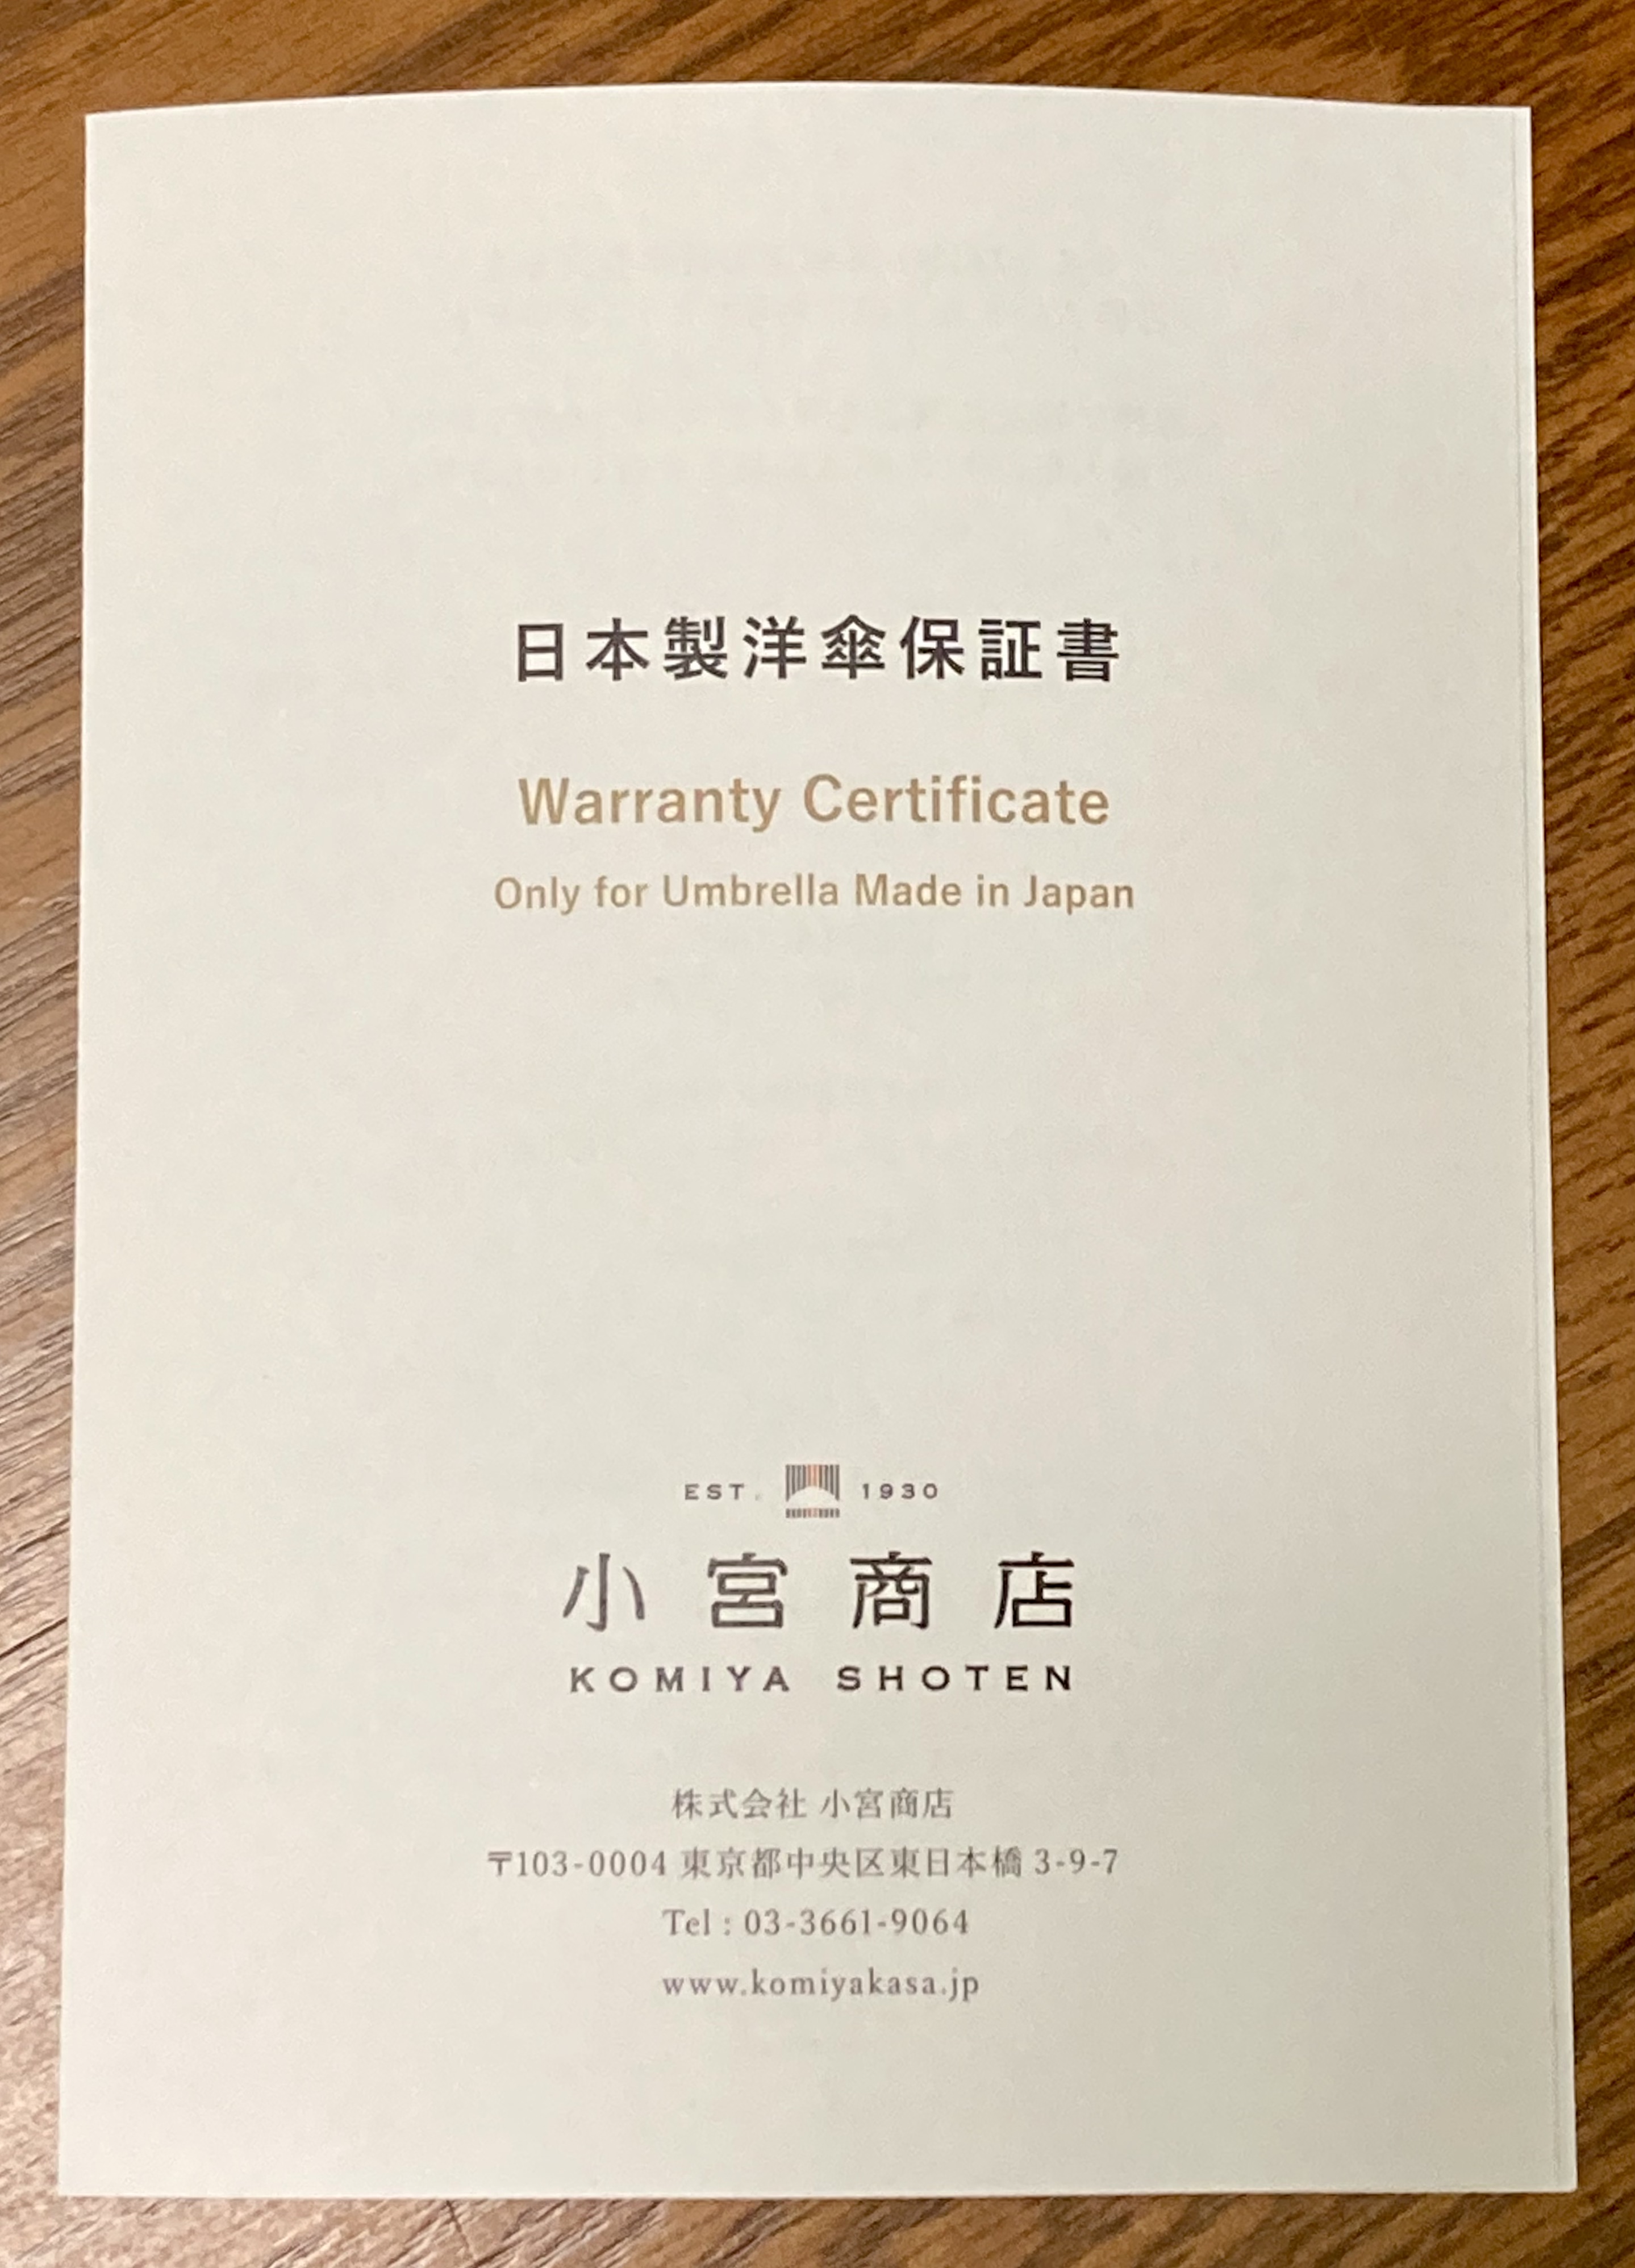 日本製洋傘保証書
Warranty Certificate
Only for Umbrella Made in Japan
EST. 1930
小宮商店
KOMIYA SHOTEN
株式会社 小宮商店
〒103-0004 東京都中央区東日本橋 3-9-7
Tel : 03-3661-9064
www.komiyakasa.jp